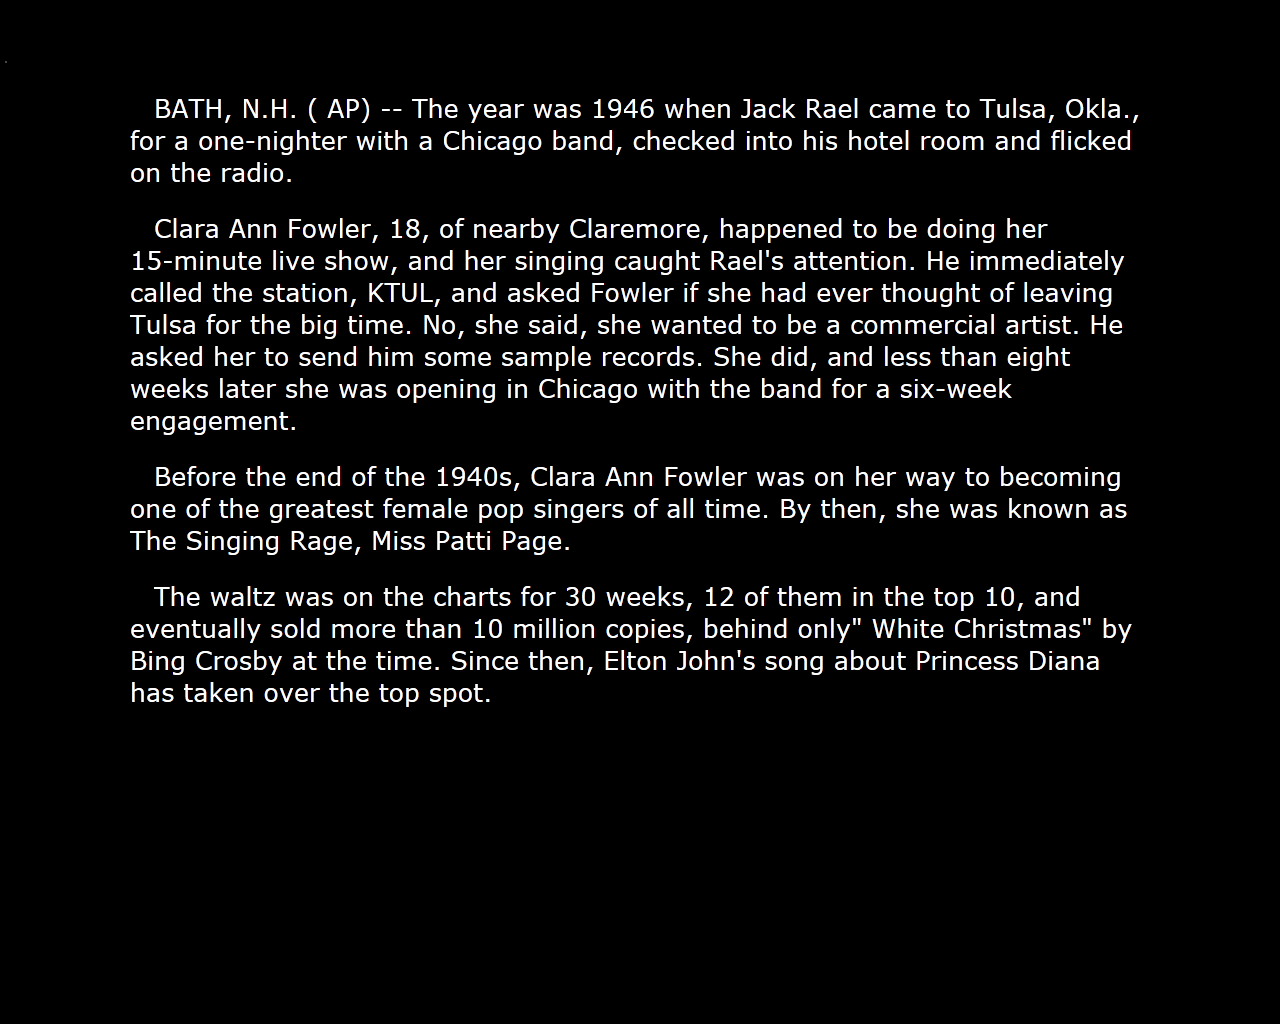 BATH, N.H. ( AP) -- The year was 1946 when Jack Rael came to Tulsa, Okla.,
for a one-nighter with a Chicago band, checked into his hotel room and flicked
on the radio.
Clara Ann Fowler, 18, of nearby Claremore, happened to be doing her
15-minute live show, and her singing caught Rael's attention. He immediately
called the station, KTUL, and asked Fowler if she had ever thought of leaving
Tulsa for the big time. No, she said, she wanted to be a commercial artist. He
asked her to send him some sample records. She did, and less than eight
weeks later she was opening in Chicago with the band for a six-week
engagement.
Before the end of the 1940s, Clara Ann Fowler was on her way to becoming
one of the greatest female pop singers of all time. By then, she was known as
The Singing Rage, Miss Patti Page.
The waltz was on the charts for 30 weeks, 12 of them in the top 10, and
eventually sold more than 10 million copies, behind only" White Christmas" by
Bing Crosby at the time. Since then, Elton John's song about Princess Diana
has taken over the top spot.